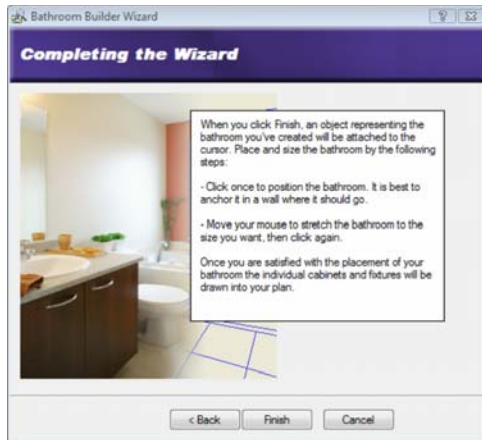 Bathroom Builder Wizard
Completing the Wizard
When you click Finish, an object representing the
bathroom you've created will be attached to the
cursor. Place and size the bathroom by the following
steps:
- Click once to position the bathroom. It is best to
anchor it in a wall where it should go.
- Move your mouse to stretch the bathroom to the
size you want, then click again.
Once you are satisfied with the placement of your
bathroom the individual cabinets and fixtures will be
drawn into your plan.
< Back Finish Cancel